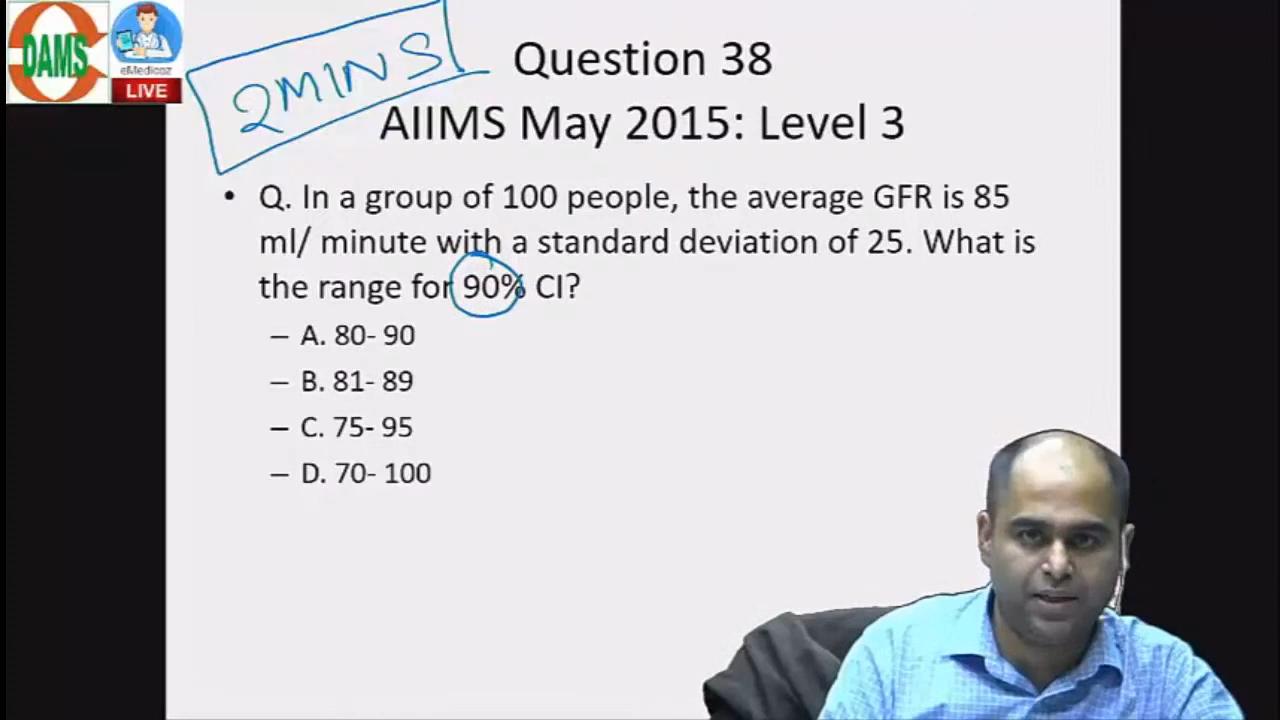 DAMS
eMedicoz
LIVE
2 MINS
Question 38
AIIMS May 2015: Level 3
• Q. In a group of 100 people, the average GFR is 85
ml/ minute with a standard deviation of 25. What is
the range for 90% CI?
– A. 80- 90
– B. 81- 89
– C. 75- 95
– D. 70- 100